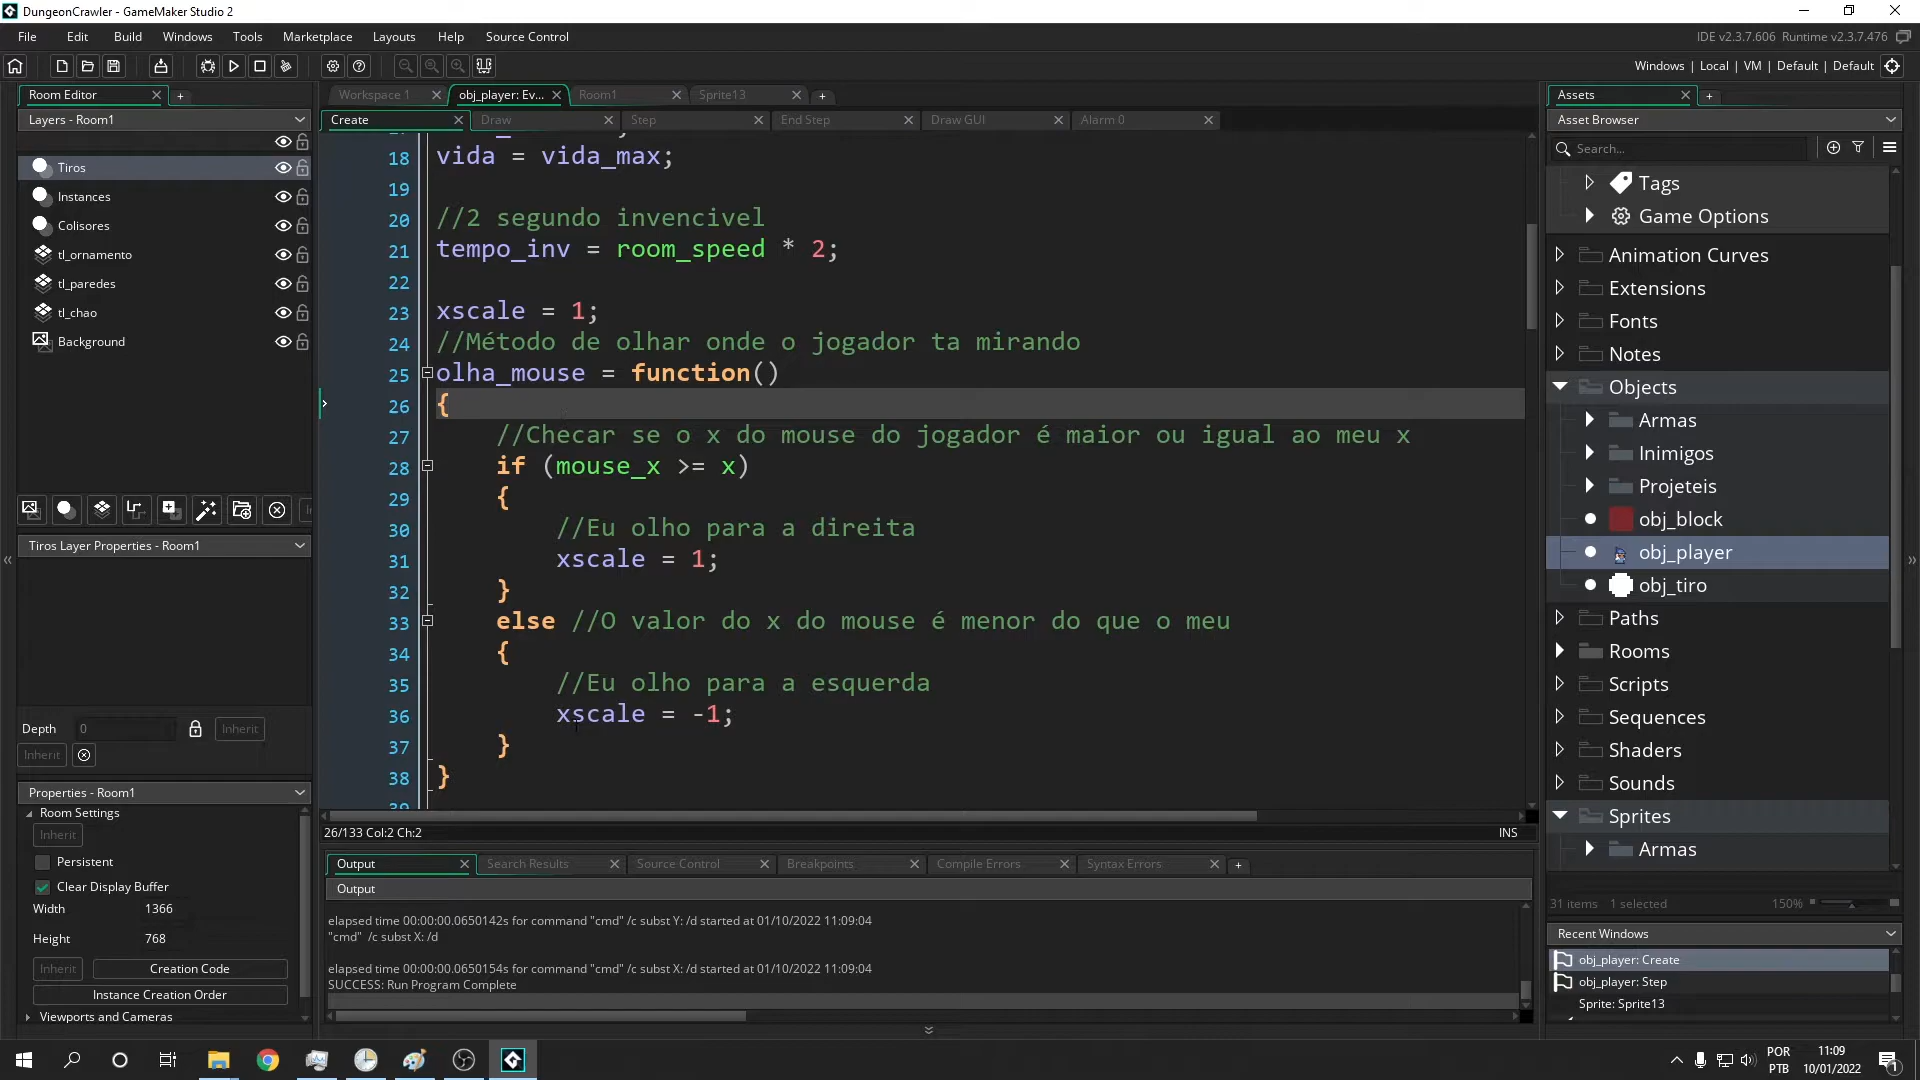 DungeonCrawler - GameMaker Studio 2
File Edit Build Windows Tools Marketplace Layouts Help Source Control
IDE v2.3.7.606 Runtime v2.3.7.476
Windows | Local | VM | Default | Default
Room Editor
Layers - Room1
Tiros
Instances
Colisores
tl_ornamento
tl_paredes
tl_chao
Background
Tiros Layer Properties - Room1
Depth 0 Inherit
Inherit
Properties - Room1
Room Settings
Inherit
Persistent
Clear Display Buffer
Width 1366
Height 768
Inherit Creation Code
Instance Creation Order
Viewports and Cameras
Workspace 1 obj_player: Ev... Room1 Sprite13
Create Draw Step End Step Draw GUI Alarm 0
18 vida = vida_max;
19
20 //2 segundo invencivel
21 tempo_inv = room_speed * 2;
22
23 xscale = 1;
24 //Método de olhar onde o jogador ta mirando
25 olha_mouse = function()
26 {
27 //Checar se o x do mouse do jogador é maior ou igual ao meu x
28 if (mouse_x >= x)
29 {
30 //Eu olho para a direita
31 xscale = 1;
32 }
33 else //O valor do x do mouse é menor do que o meu
34 {
35 //Eu olho para a esquerda
36 xscale = -1;
37 }
38 }
26/133 Col:2 Ch:2 INS
Output Search Results Source Control Breakpoints Compile Errors Syntax Errors
Output
elapsed time 00:00:00.0650142s for command "cmd" /c subst Y: /d started at 01/10/2022 11:09:04
"cmd" /c subst X: /d
elapsed time 00:00:00.0650154s for command "cmd" /c subst X: /d started at 01/10/2022 11:09:04
SUCCESS: Run Program Complete
Assets
Asset Browser
Search...
Tags
Game Options
Animation Curves
Extensions
Fonts
Notes
Objects
Armas
Inimigos
Projeteis
obj_block
obj_player
obj_tiro
Paths
Rooms
Scripts
Sequences
Shaders
Sounds
Sprites
Armas
31 items 1 selected 150%
Recent Windows
obj_player: Create
obj_player: Step
Sprite: Sprite13
POR
PTB
11:09
10/01/2022
1